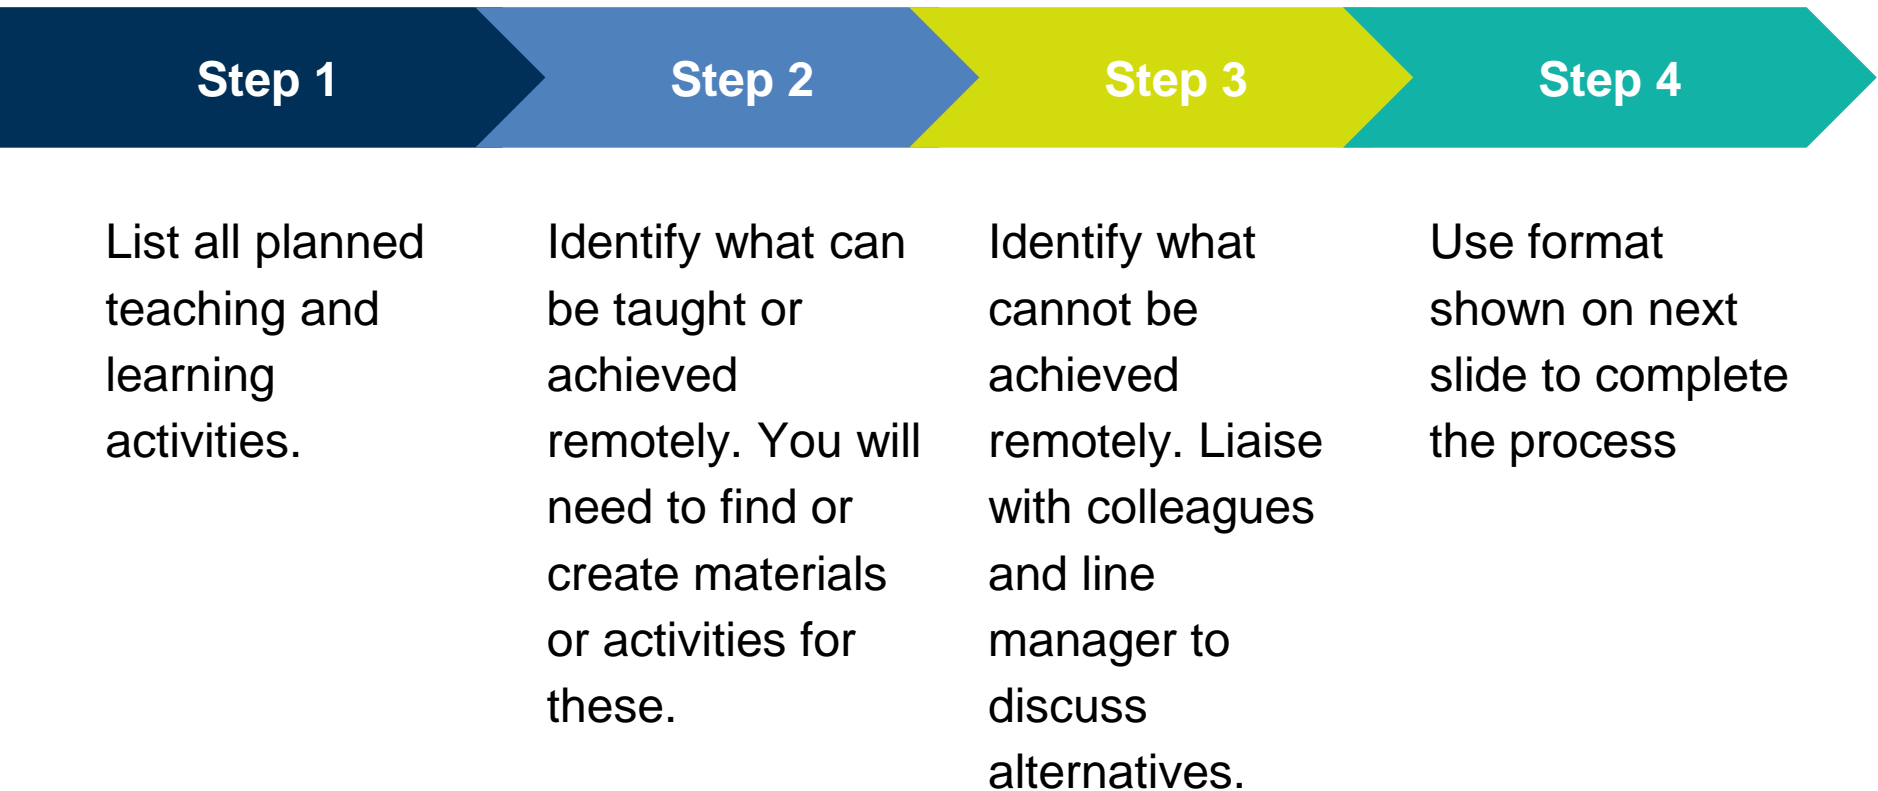 Step 1
Step 2
Step 3
Step 4
List all planned
teaching and
learning
activities.
Identify what can
be taught or
achieved
remotely. You will
need to find or
create materials
or activities for
these.
Identify what
cannot be
achieved
remotely. Liaise
with colleagues
and line
manager to
discuss
alternatives.
Use format
shown on next
slide to complete
the process